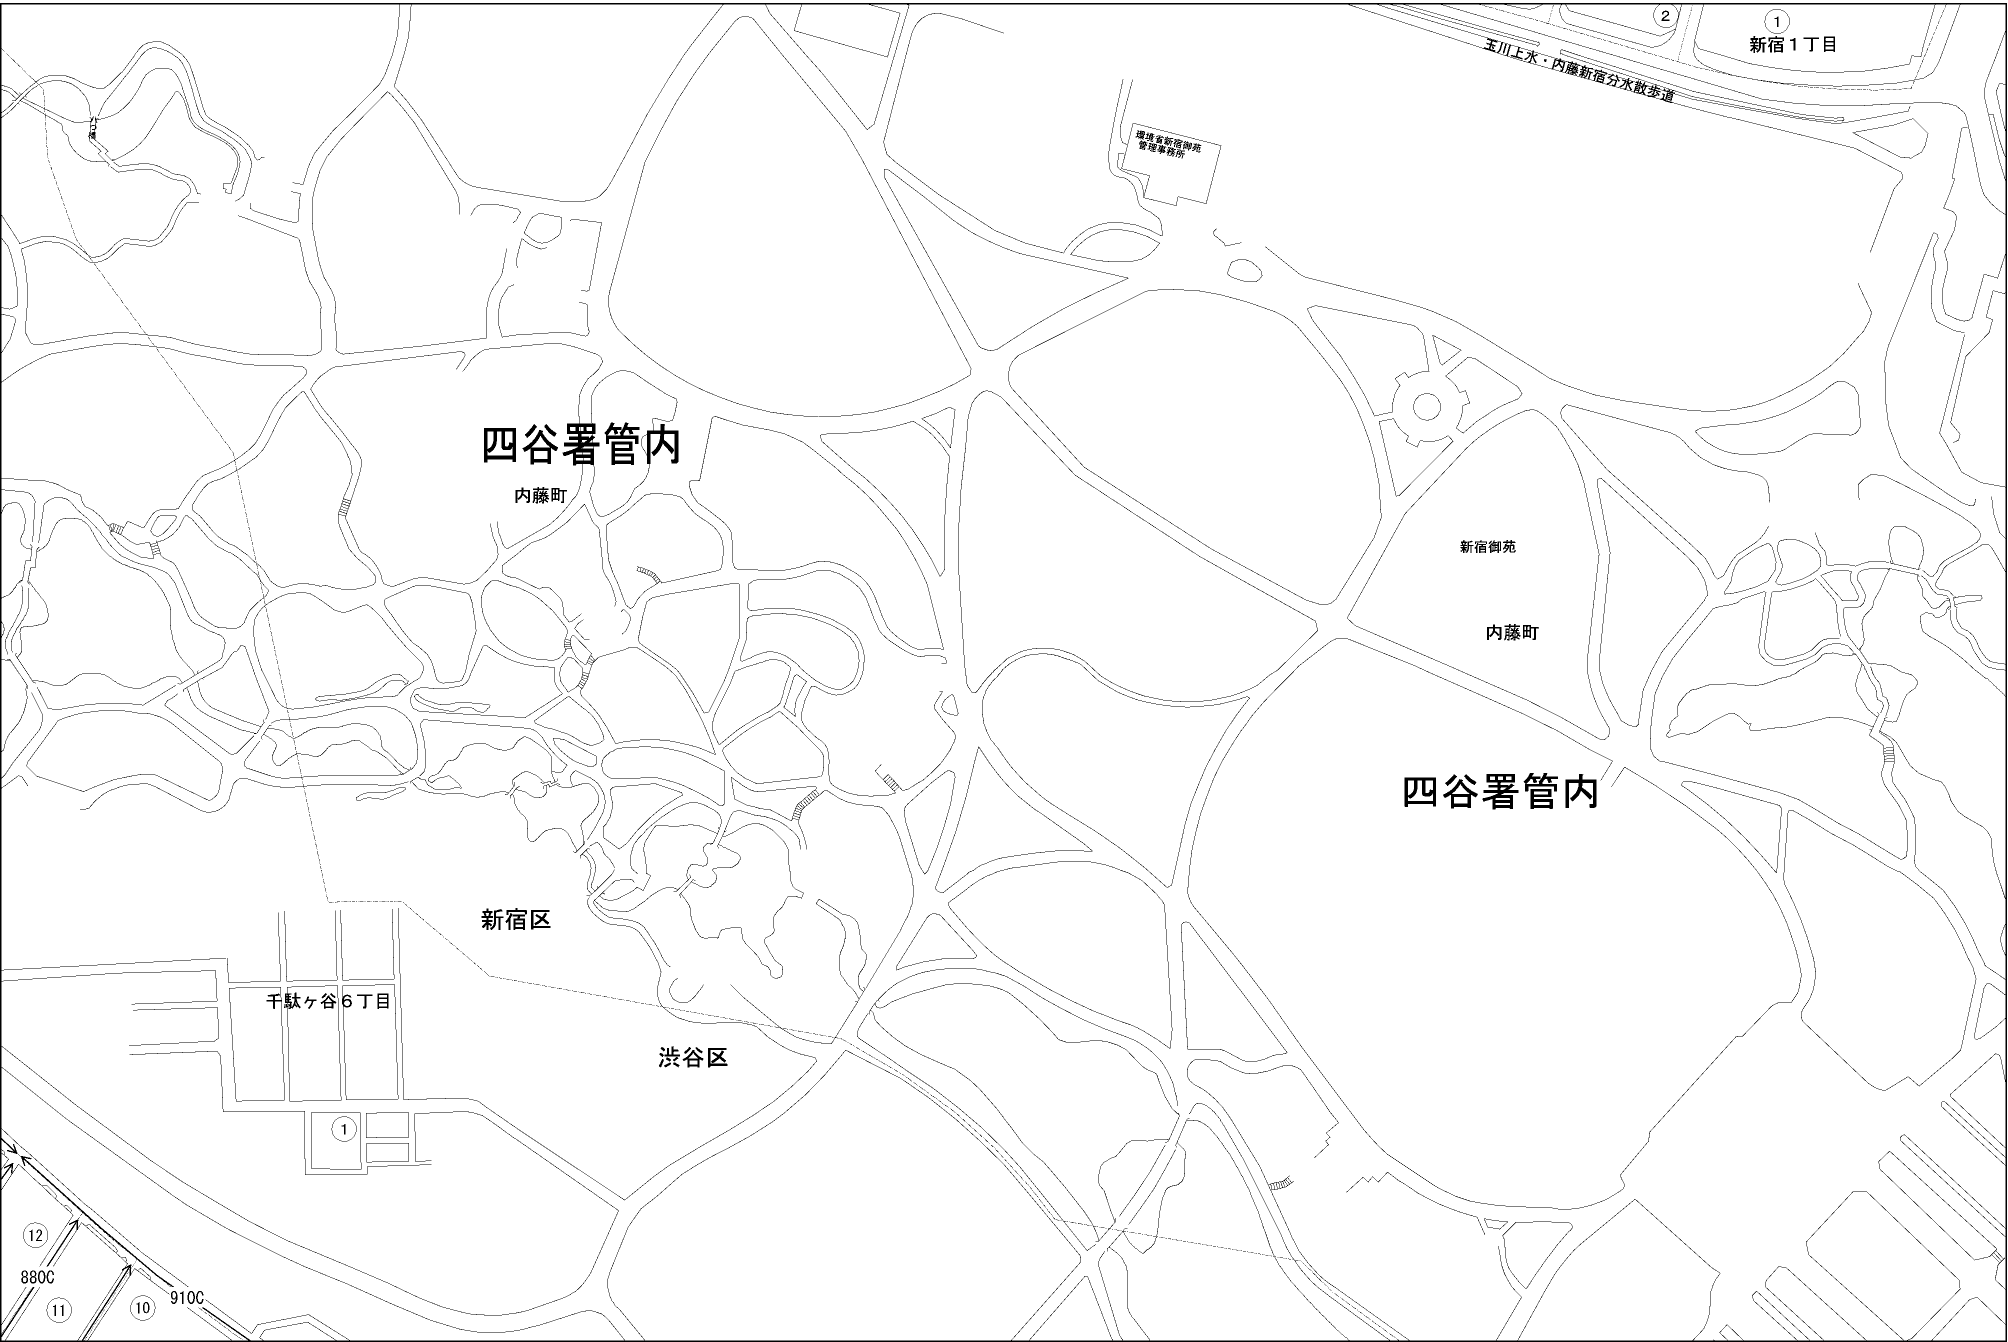 ②
①
新宿１丁目
玉川上水・内藤新宿分水散歩道
八つ橋
環境省新宿御苑
管理事務所
四谷署管内
内藤町
新宿御苑
内藤町
四谷署管内
新宿区
千駄ヶ谷６丁目
渋谷区
①
⑫
880C
⑪
⑩
910C